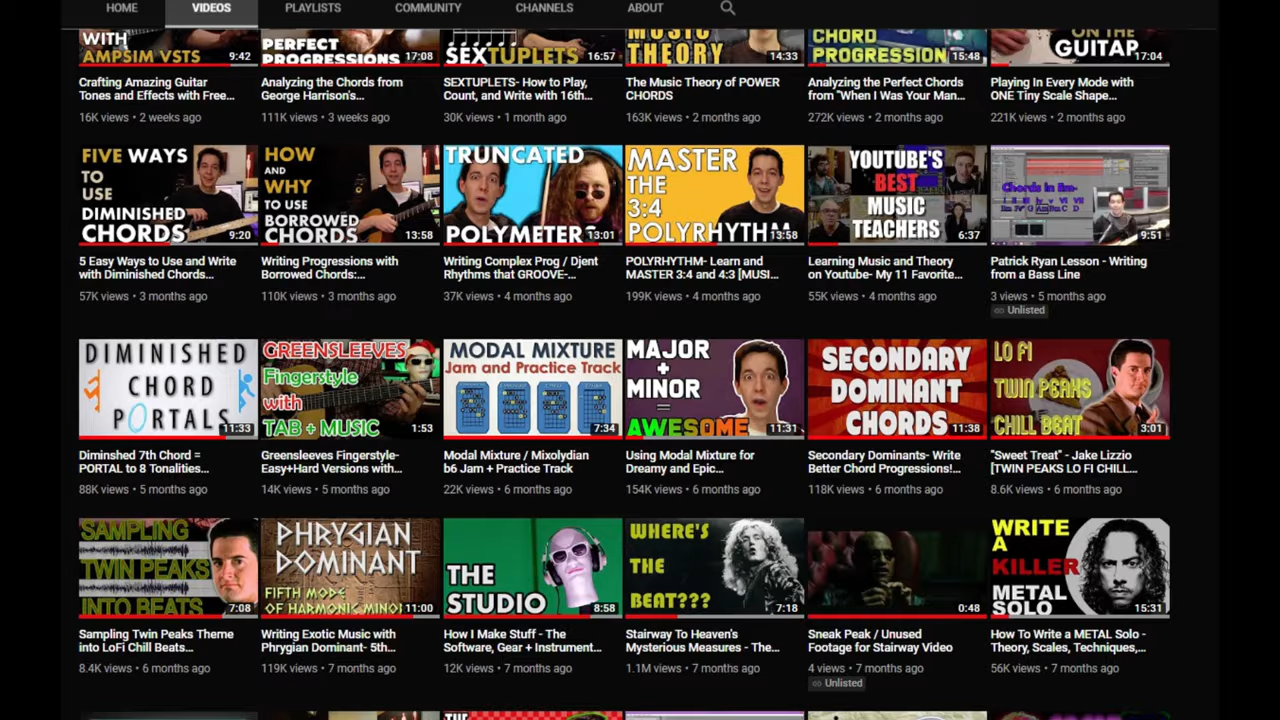 HOME VIDEOS PLAYLISTS COMMUNITY CHANNELS ABOUT
WITH
AMPSIM VSTS
9:42
PERFECT
PROGRESSIONS
17:08
SEXTUPLETS
16:57
MUSIC
THEORY
14:33
CHORD
PROGRESSION
15:48
ON THE
GUITAR
17:04
Crafting Amazing Guitar
Tones and Effects with Free...
16K views • 2 weeks ago
Analyzing the Chords from
George Harrison's...
111K views • 3 weeks ago
SEXTUPLETS- How to Play,
Count, and Write with 16th...
30K views • 1 month ago
The Music Theory of POWER
CHORDS
163K views • 2 months ago
Analyzing the Perfect Chords
from "When I Was Your Man...
272K views • 2 months ago
Playing In Every Mode with
ONE Tiny Scale Shape...
221K views • 2 months ago
FIVE WAYS
TO
USE
DIMINISHED
CHORDS
9:20
HOW
AND
WHY
TO USE
BORROWED
CHORDS
13:58
TRUNCATED
POLYMETERS
13:01
MASTER
THE
3:4
POLYRHYTHM
13:58
YOUTUBE'S
BEST
MUSIC
TEACHERS
6:37
Chords in Em-
9:51
5 Easy Ways to Use and Write
with Diminished Chords...
57K views • 3 months ago
Writing Progressions with
Borrowed Chords:...
110K views • 3 months ago
Writing Complex Prog / Djent
Rhythms that GROOVE-...
37K views • 4 months ago
POLYRHYTHM- Learn and
MASTER 3:4 and 4:3 [MUSI...
199K views • 4 months ago
Learning Music and Theory
on Youtube- My 11 Favorite...
55K views • 4 months ago
Patrick Ryan Lesson - Writing
from a Bass Line
3 views • 5 months ago
Unlisted
DIMINISHED
CHORD
PORTALS
11:33
GREENSLEEVES
Fingerstyle
with
TAB + MUSIC
1:53
MODAL MIXTURE
Jam and Practice Track
7:34
MAJOR
+
MINOR
=
AWESOME
11:31
SECONDARY
DOMINANT
CHORDS
11:38
LO FI
TWIN PEAKS
CHILL BEAT
3:01
Diminshed 7th Chord =
PORTAL to 8 Tonalities...
88K views • 5 months ago
Greensleeves Fingerstyle-
Easy+Hard Versions with...
14K views • 5 months ago
Modal Mixture / Mixolydian
b6 Jam + Practice Track
22K views • 6 months ago
Using Modal Mixture for
Dreamy and Epic...
154K views • 6 months ago
Secondary Dominants- Write
Better Chord Progressions!...
118K views • 6 months ago
"Sweet Treat" - Jake Lizzio
[TWIN PEAKS LO FI CHILL...
8.6K views • 6 months ago
SAMPLING
TWIN PEAKS
INTO BEATS
7:08
PHRYGIAN
DOMINANT
FIFTH MODE
OF HARMONIC MINOR
11:00
THE
STUDIO
8:58
WHERE'S
THE
BEAT???
7:18
0:48
WRITE
A
KILLER
METAL
SOLO
15:31
Sampling Twin Peaks Theme
into LoFi Chill Beats...
8.4K views • 6 months ago
Writing Exotic Music with
Phrygian Dominant- 5th...
119K views • 7 months ago
How I Make Stuff - The
Software, Gear + Instrument...
12K views • 7 months ago
Stairway To Heaven's
Mysterious Measures - The...
1.1M views • 7 months ago
Sneak Peak / Unused
Footage for Stairway Video
4 views • 7 months ago
Unlisted
How To Write a METAL Solo -
Theory, Scales, Techniques,...
56K views • 7 months ago